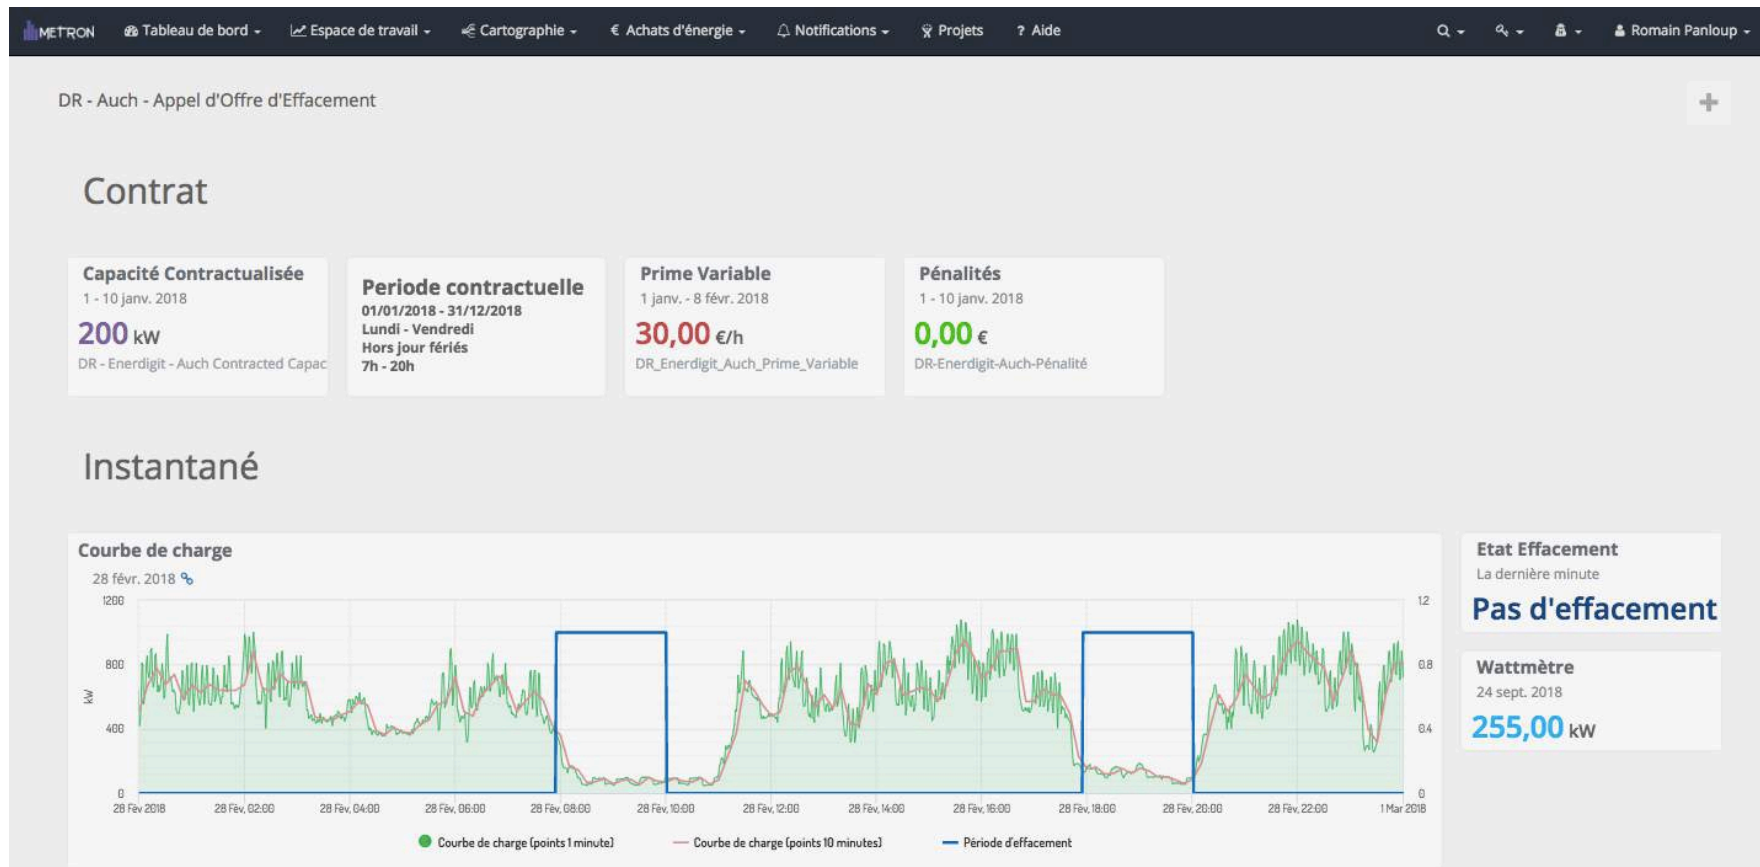 METRON Tableau de bord Espace de travail Cartographie € Achats d'énergie Notifications Projets ? Aide Romain Panloup
DR - Auch - Appel d'Offre d'Effacement
Contrat
Capacité Contractualisée
1 - 10 janv. 2018
200 kW
DR - Enerdigit - Auch Contracted Capac
Periode contractuelle
01/01/2018 - 31/12/2018
Lundi - Vendredi
Hors jour fériés
7h - 20h
Prime Variable
1 janv. - 8 févr. 2018
30,00 €/h
DR_Enerdigit_Auch_Prime_Variable
Pénalités
1 - 10 janv. 2018
0,00 €
DR-Enerdigit-Auch-Pénalité
Instantané
Courbe de charge
28 févr. 2018
1200
800
400
0
kW
1.2
0.8
0.4
0
28 Fév 2018 28 Fév, 02:00 28 Fév, 04:00 28 Fév, 06:00 28 Fév, 08:00 28 Fév, 10:00 28 Fév, 12:00 28 Fév, 14:00 28 Fév, 16:00 28 Fév, 18:00 28 Fév, 20:00 28 Fév, 22:00 1 Mar 2018
Courbe de charge (points 1 minute) Courbe de charge (points 10 minutes) Période d'effacement
Etat Effacement
La dernière minute
Pas d'effacement
Wattmètre
24 sept. 2018
255,00 kW